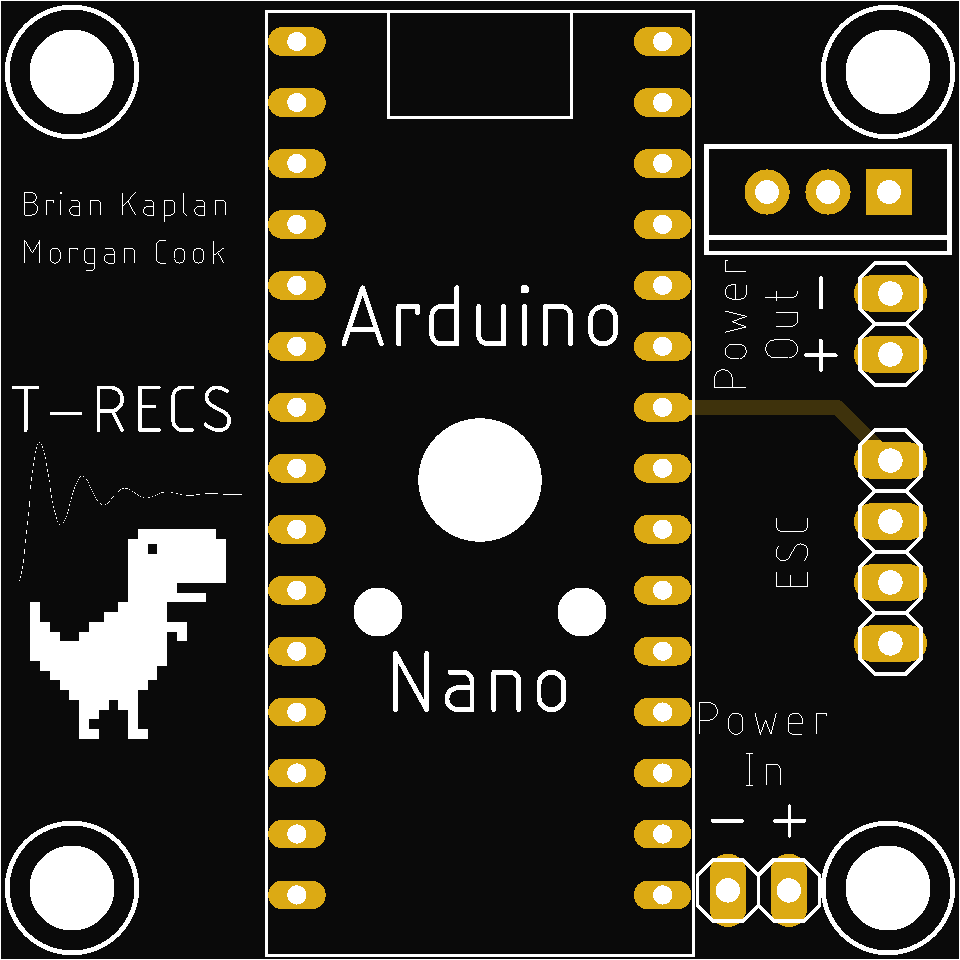 Brian Kaplan
Morgan Cook
T-RECS
Arduino
Nano
Power
Out
- +
ESC
Power
In
- +